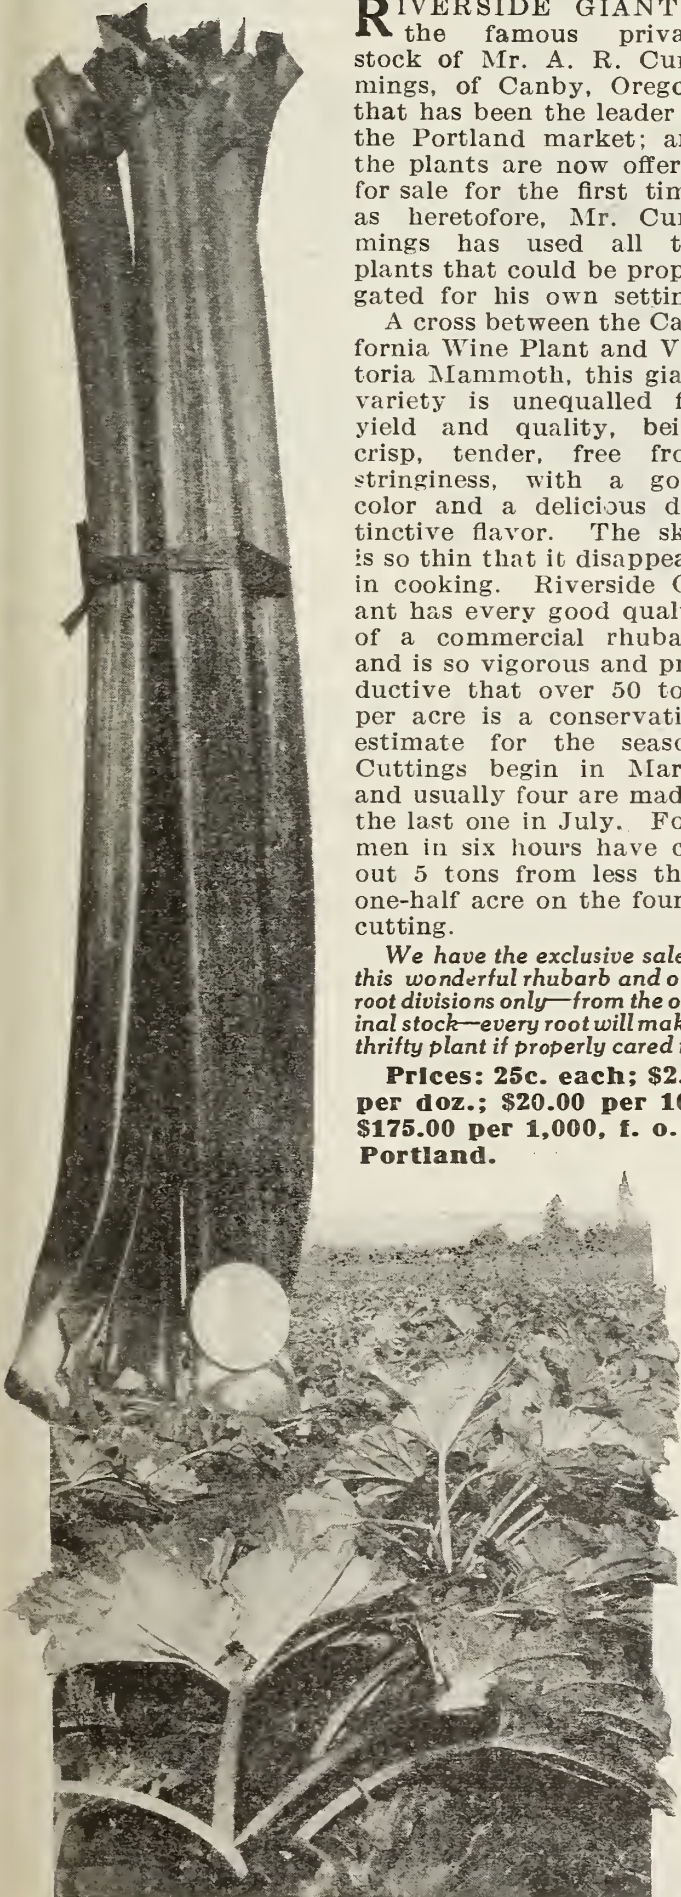 RIVERSIDE GIANT
the famous priva
stock of Mr. A. R. Cur
mings, of Canby, Orego
that has been the leader
the Portland market; an
the plants are now offer
for sale for the first tim
as heretofore, Mr. Cur
mings has used all t
plants that could be prop
gated for his own settin
A cross between the Ca
fornia Wine Plant and V
toria Mammoth, this gia
variety is unequalled f
yield and quality, bei
crisp, tender, free fro
stringiness, with a go
color and a delicious d
tinctive flavor. The sk
is so thin that it disappea
in cooking. Riverside G
ant has every good qual
of a commercial rhuba
and is so vigorous and pr
ductive that over 50 to
per acre is a conservati
estimate for the seaso
Cuttings begin in Mar
and usually four are mad
the last one in July. Fo
men in six hours have c
out 5 tons from less th
one-half acre on the four
cutting.
We have the exclusive sale
this wonderful rhubarb and o
root divisions only—from the o
inal stock—every root will mak
thrifty plant if properly cared f
Prices: 25c. each; $2.
per doz.; $20.00 per 10
$175.00 per 1,000, f. o.
Portland.